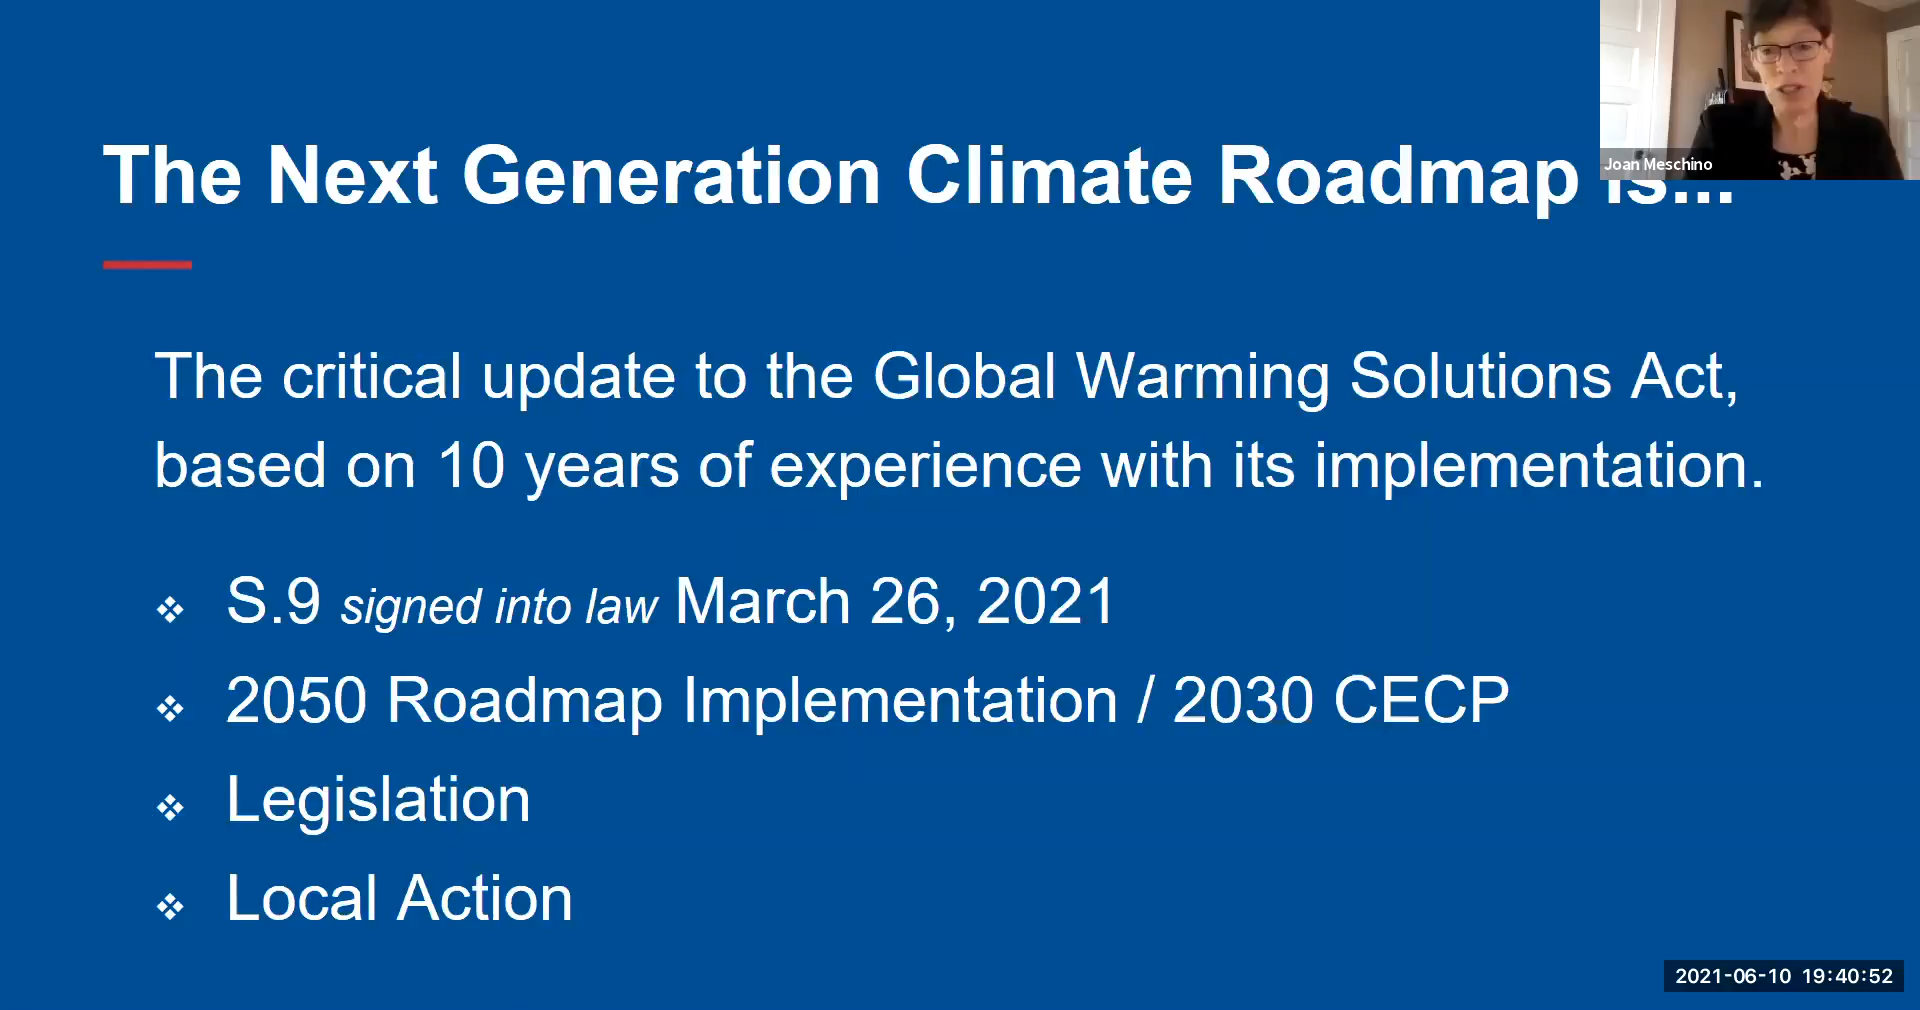 The Next Generation Climate Roadmap is...
Joan Meschino
The critical update to the Global Warming Solutions Act,
based on 10 years of experience with its implementation.
❖ S.9 signed into law March 26, 2021
❖ 2050 Roadmap Implementation / 2030 CECP
❖ Legislation
❖ Local Action
2021-06-10 19:40:52